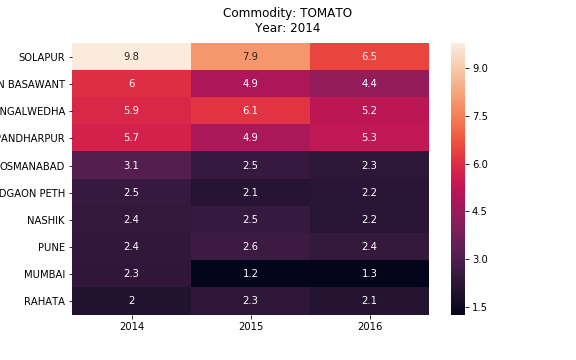 Commodity: TOMATO
Year: 2014
SOLAPUR 9.8 7.9 6.5
N BASAWANT 6 4.9 4.4
NGALWEDHA 5.9 6.1 5.2
PANDHARPUR 5.7 4.9 5.3
OSMANABAD 3.1 2.5 2.3
DGAON PETH 2.5 2.1 2.2
NASHIK 2.4 2.5 2.2
PUNE 2.4 2.6 2.4
MUMBAI 2.3 1.2 1.3
RAHATA 2 2.3 2.1
2014 2015 2016
9.0
7.5
6.0
4.5
3.0
1.5